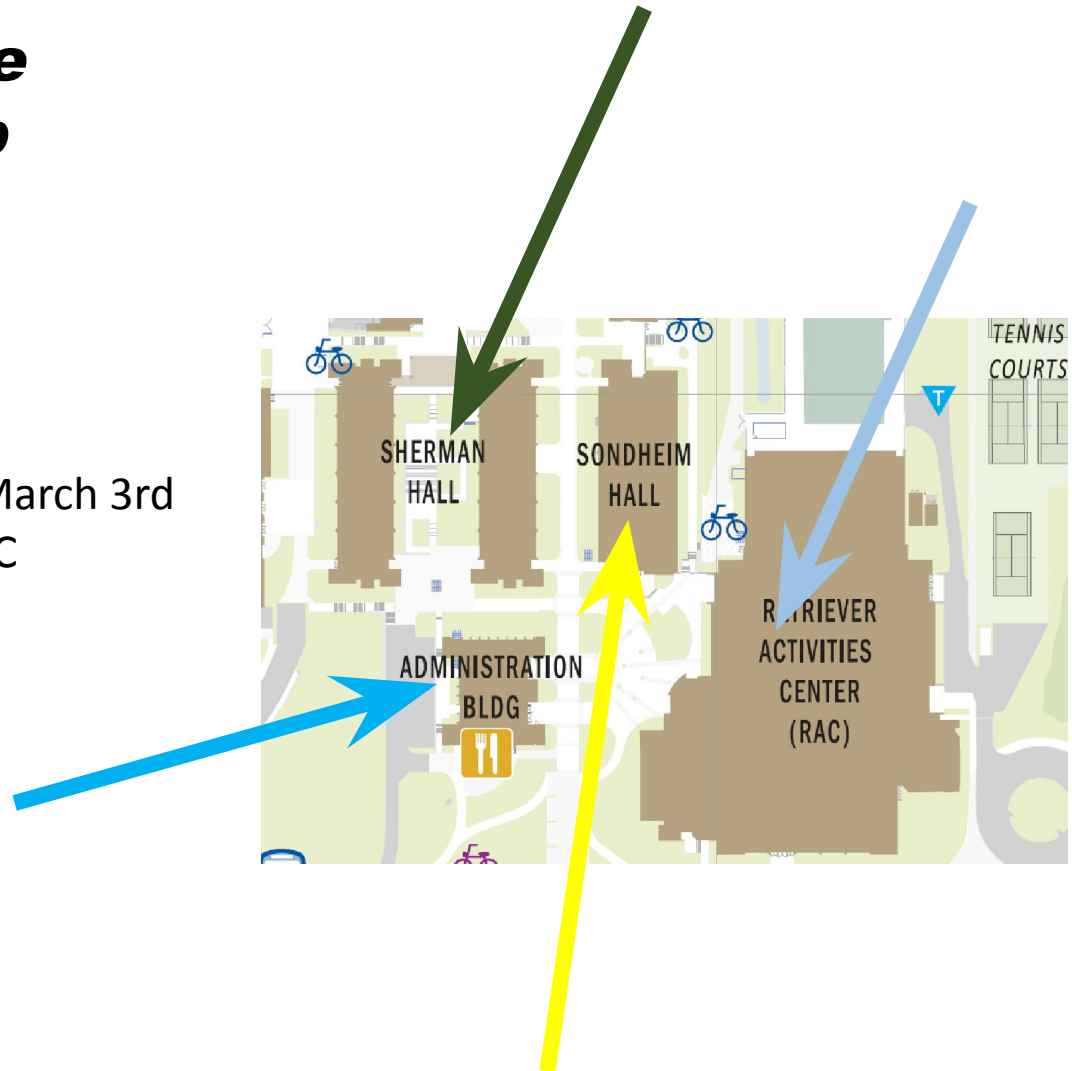 e
March 3rd
C
TENNIS
COURTS
T
SHERMAN
HALL
SONDHEIM
HALL
RETRIEVER
ACTIVITIES
CENTER
(RAC)
ADMINISTRATION
BLDG